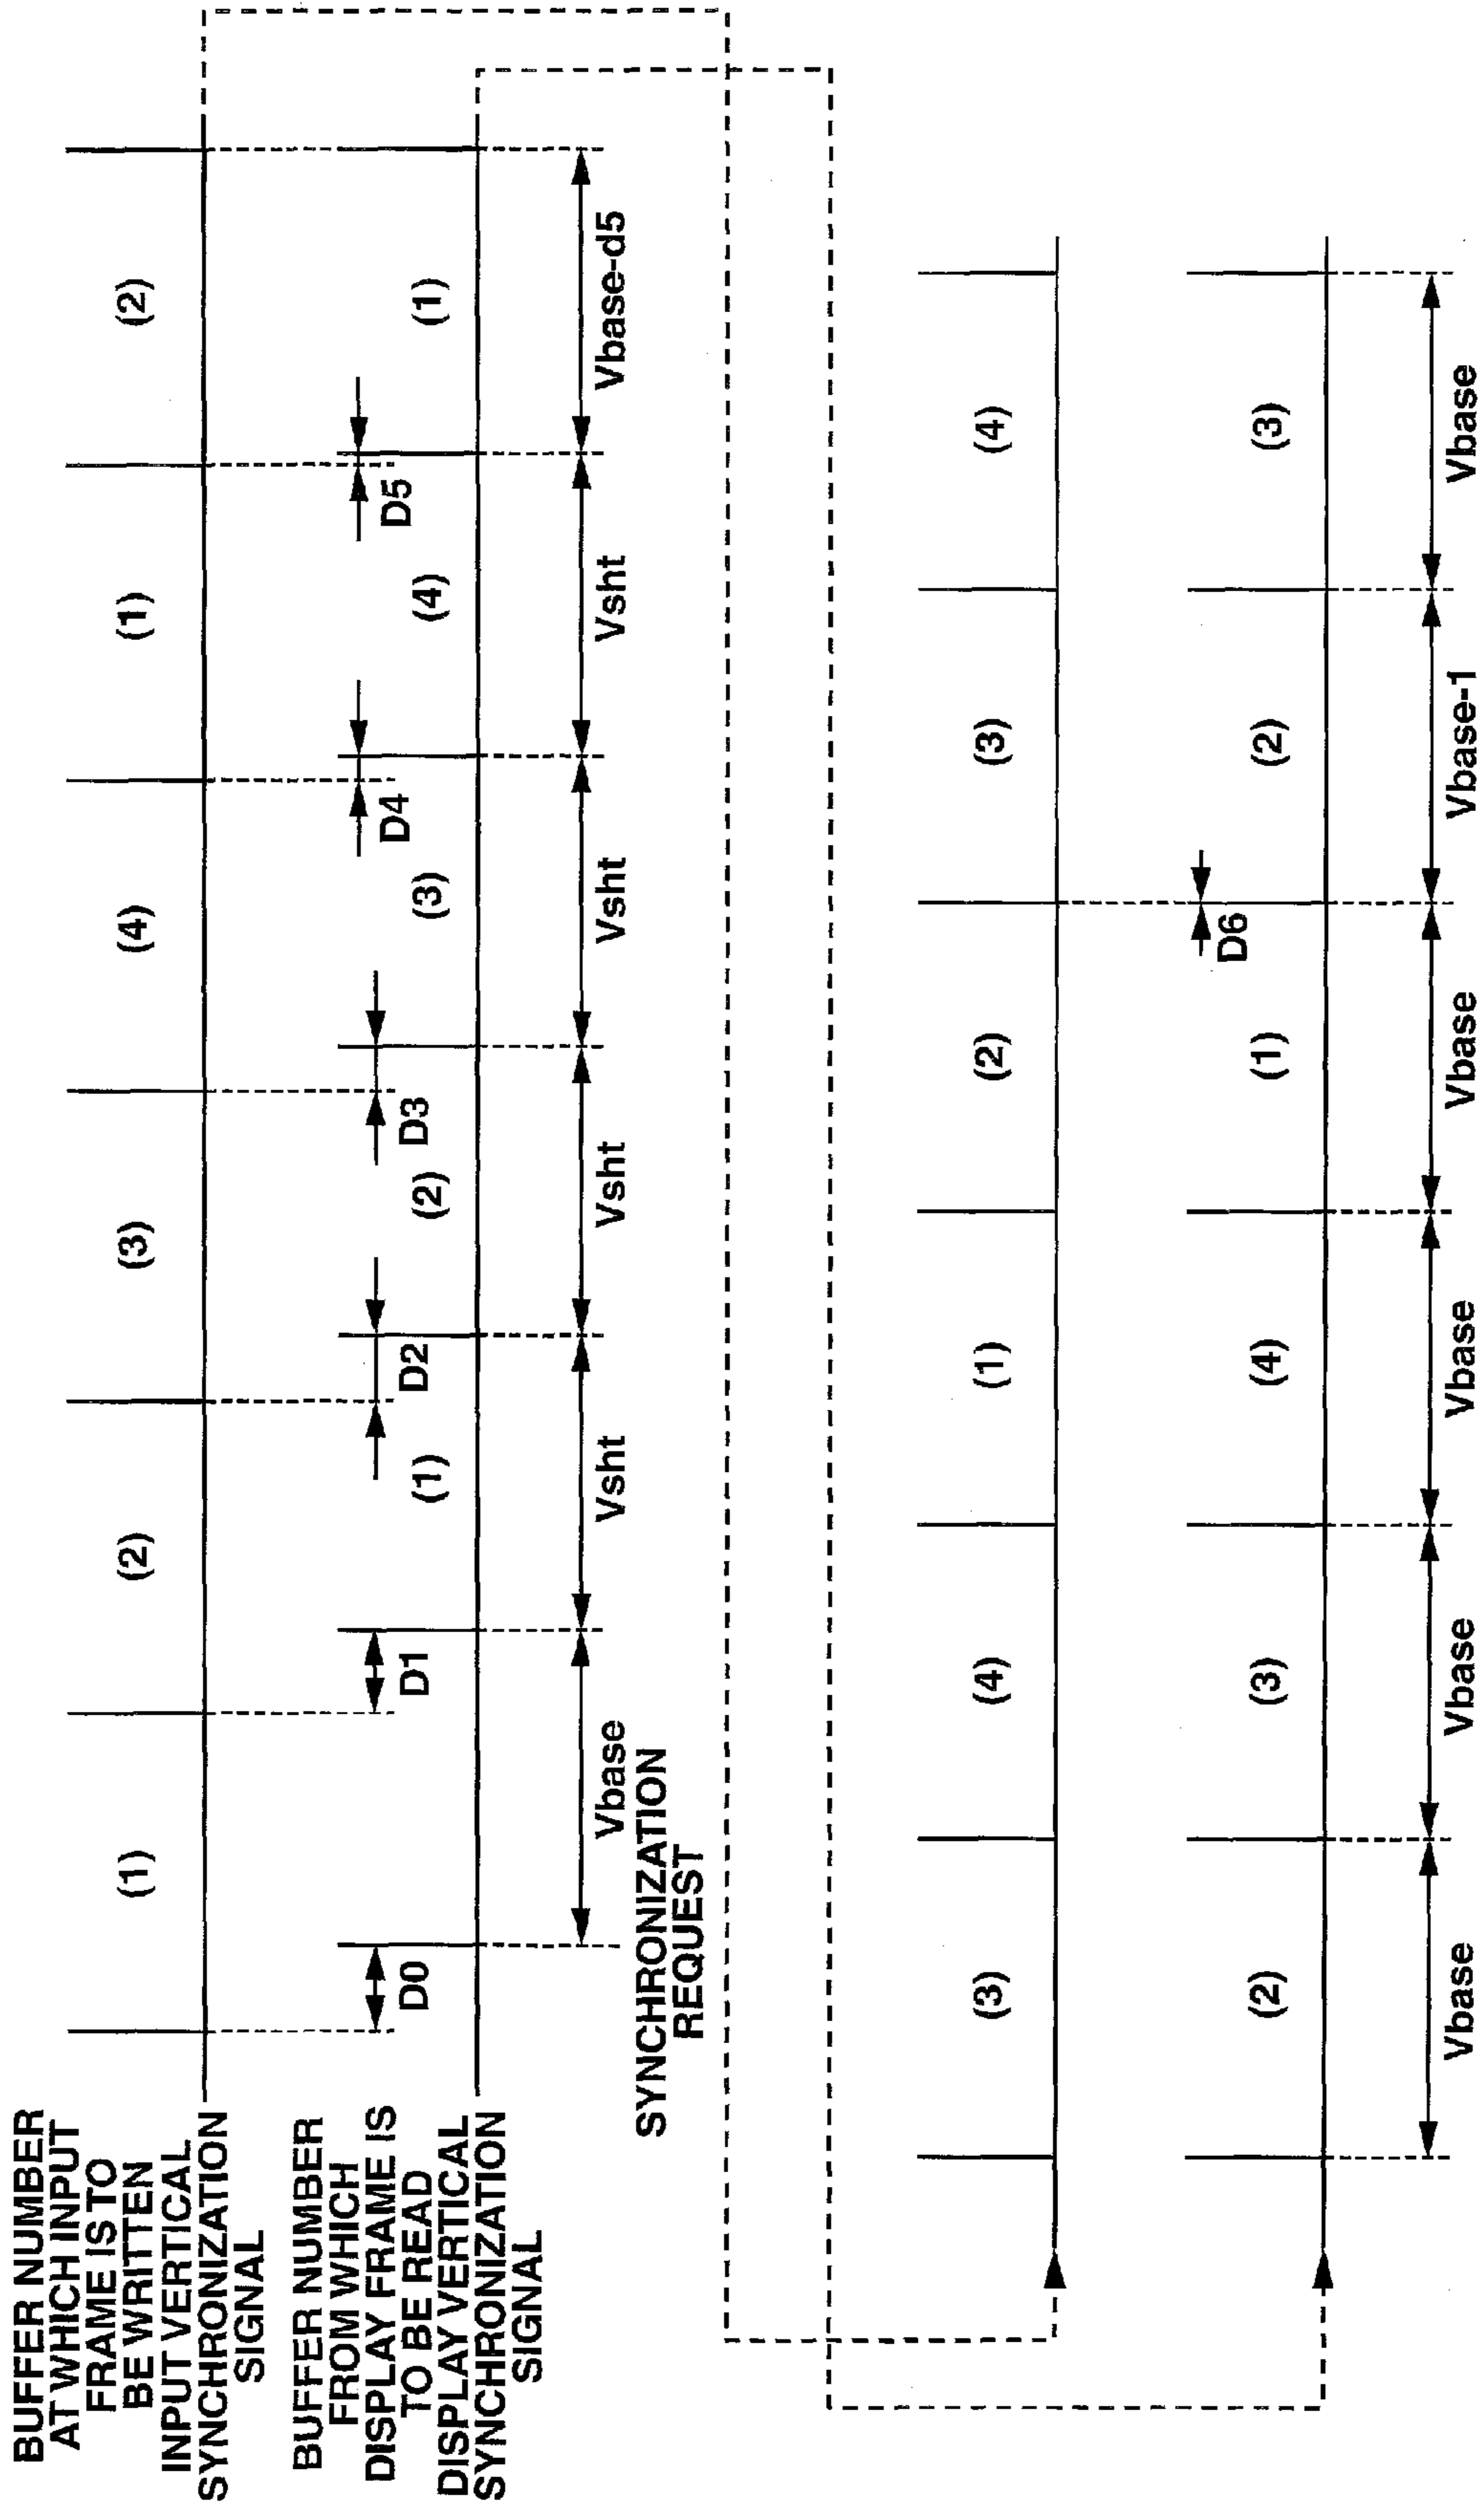 BUFFER NUMBER
AT WHICH INPUT
FRAME IS TO
BE WRITTEN
(1) (2) (3) (4) (1) (2)
INPUT VERTICAL
SYNCHRONIZATION
SIGNAL
D0 D1 D2 D3 D4 D5
BUFFER NUMBER
FROM WHICH
DISPLAY FRAME IS
TO BE READ
(1) (2) (3) (4) (1)
DISPLAY VERTICAL
SYNCHRONIZATION
SIGNAL
Vbase Vsht Vsht Vsht Vsht Vbase-d5
SYNCHRONIZATION
REQUEST
(3) (4) (1) (2) (3) (4)
D6
(2) (3) (4) (1) (2) (3)
Vbase Vbase Vbase Vbase Vbase-1 Vbase